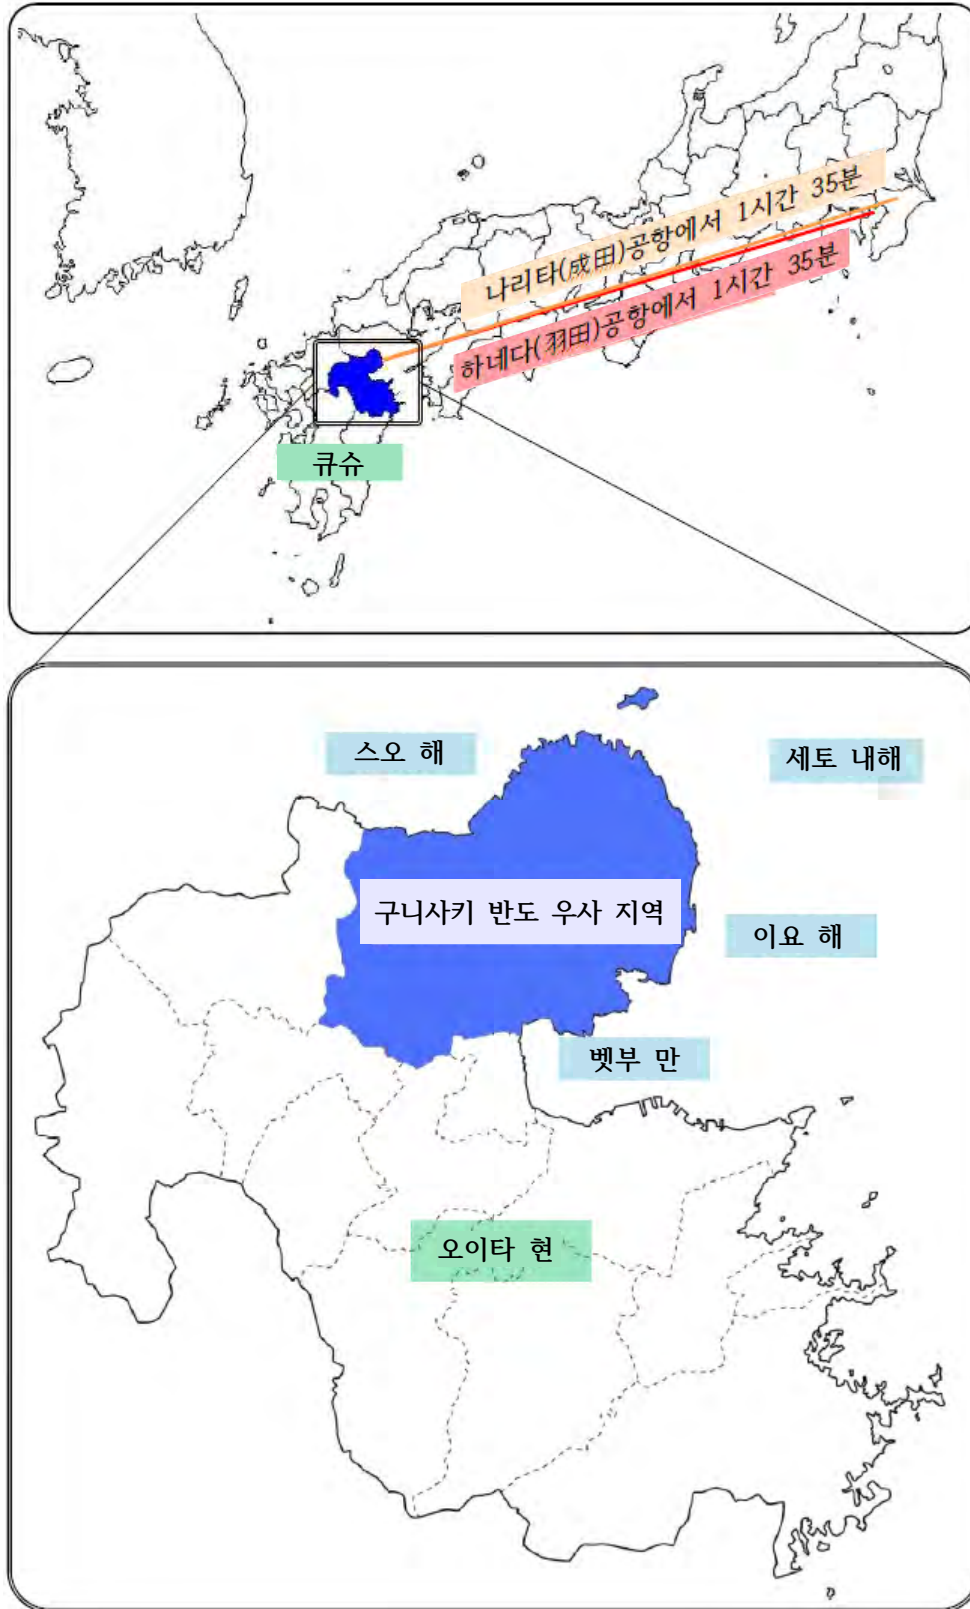 나리타(成田)공항에서 1시간 35분
하네다(羽田)공항에서 1시간 35분
큐슈
스오 해
세토 내해
구니사키 반도 우사 지역
이요 해
벳부 만
오이타 현